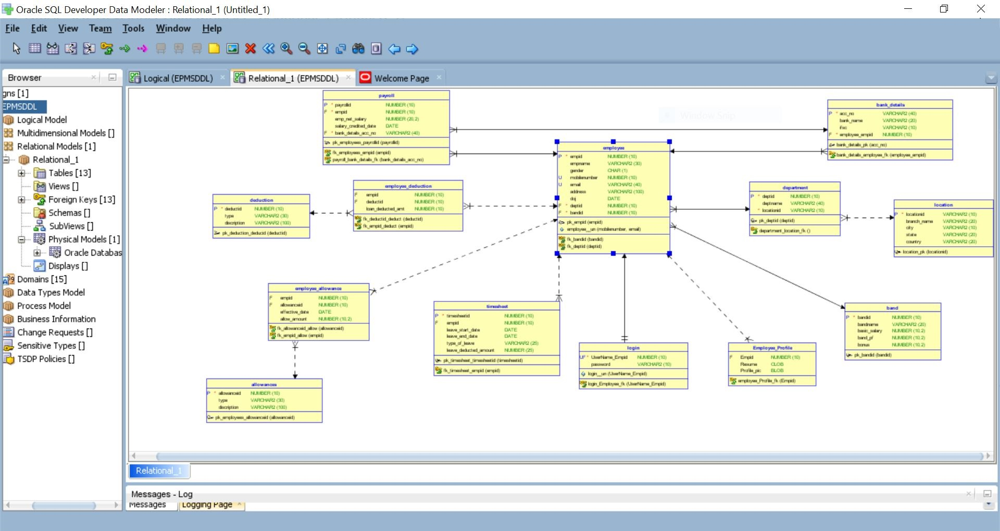 Oracle SQL Developer Data Modeler : Relational_1 (Untitled_1)
File Edit View Team Tools Window Help
Browser
gns [1]
EPMSDDL
Logical Model
Multidimensional Models []
Relational Models [1]
Relational_1
Tables [13]
Views []
Foreign Keys [13]
Schemas []
SubViews []
Physical Models [1]
Oracle Databas
Displays []
Domains [15]
Data Types Model
Process Model
Business Information
Change Requests []
Sensitive Types []
TSDP Policies []
Logical (EPMSDDL) Relational_1 (EPMSDDL) Welcome Page
payroll
P * payrollid NUMBER (10)
F * empid NUMBER (10)
emp_net_salary NUMBER (20,2)
salary_credited_date DATE
F * bank_details_acc_no VARCHAR2 (40)
pk_employees_payrollid (payrollid)
fk_employees_empid (empid)
payroll_bank_details_fk (bank_details_acc_no)
Window Snip
bank_details
P * acc_no VARCHAR2 (40)
bank_name VARCHAR2 (20)
ifsc VARCHAR2 (10)
F * employee_empid NUMBER (10)
bank_details_pk (acc_no)
bank_details_employee_fk (employee_empid)
employee
P * empid NUMBER (10)
empname VARCHAR2 (30)
gender CHAR (1)
U mobilenumber NUMBER (10)
U email VARCHAR2 (40)
address VARCHAR2 (100)
doj DATE
F * deptid NUMBER (10)
F * bandid NUMBER (10)
pk_empid (empid)
employee__un (mobilenumber, email)
fk_bandid (bandid)
fk_deptid (deptid)
employee_deduction
F empid NUMBER (10)
F deductid NUMBER (10)
loan_deducted_amt NUMBER (10)
fk_deductid_deduct (deductid)
fk_empid_deduct (empid)
deduction
P * deductid NUMBER (10)
type VARCHAR2 (30)
discription VARCHAR2 (100)
pk_deduction_deducid (deductid)
department
P * deptid NUMBER (10)
deptname VARCHAR2 (40)
* locationid VARCHAR2 (10)
pk_deptid (deptid)
department_location_fk ()
location
P * locationid VARCHAR2 (10)
branch_name VARCHAR2 (20)
city VARCHAR2 (10)
state VARCHAR2 (20)
country VARCHAR2 (20)
location_pk (locationid)
employee_allowance
F empid NUMBER (10)
F allowanceid NUMBER (10)
effective_date DATE
allow_amount NUMBER (10,2)
fk_allowanceid_allow (allowanceid)
fk_empid_allow (empid)
timesheet
P * timesheetid NUMBER (10)
F empid NUMBER (10)
leave_start_date DATE
leave_end_date DATE
type_of_leave VARCHAR2 (25)
leave_deducted_amount NUMBER (25)
pk_timesheet_timesheetid (timesheetid)
fk_timesheet_empid (empid)
login
UF * UserName_Empid NUMBER (10)
password VARCHAR2 (10)
login__un (UserName_Empid)
login_Employee_fk (UserName_Empid)
Employee_Profile
F Empid NUMBER (10)
Resume CLOB
Profile_pic BLOB
employee_Profile_fk (Empid)
band
P * bandid NUMBER (10)
bandname VARCHAR2 (20)
basic_salary NUMBER (10,2)
band_pf NUMBER (10,2)
bonus NUMBER (10,2)
pk_bandid (bandid)
allowances
P * allowanceid NUMBER (10)
type VARCHAR2 (30)
discription VARCHAR2 (100)
pk_employees_allowanceid (allowanceid)
Relational_1
Messages - Log
Messages Logging Page